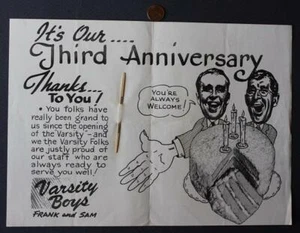 It's Our....
Third Anniversary
Thanks...
To You!
• You folks have
really been grand to
us since the opening
of the Varsity - and
we the Varsity Folks
are justly proud of
our staff who are
always ready to
serve you well!
Varsity
Boys
FRANK and SAM
YOU'RE
ALWAYS
WELCOME!